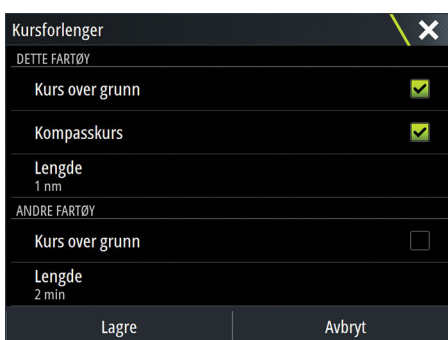 Kursforlenger
DETTE FARTØY
Kurs over grunn
Kompasskurs
Lengde
1 nm
ANDRE FARTØY
Kurs over grunn
Lengde
2 min
Lagre Avbryt